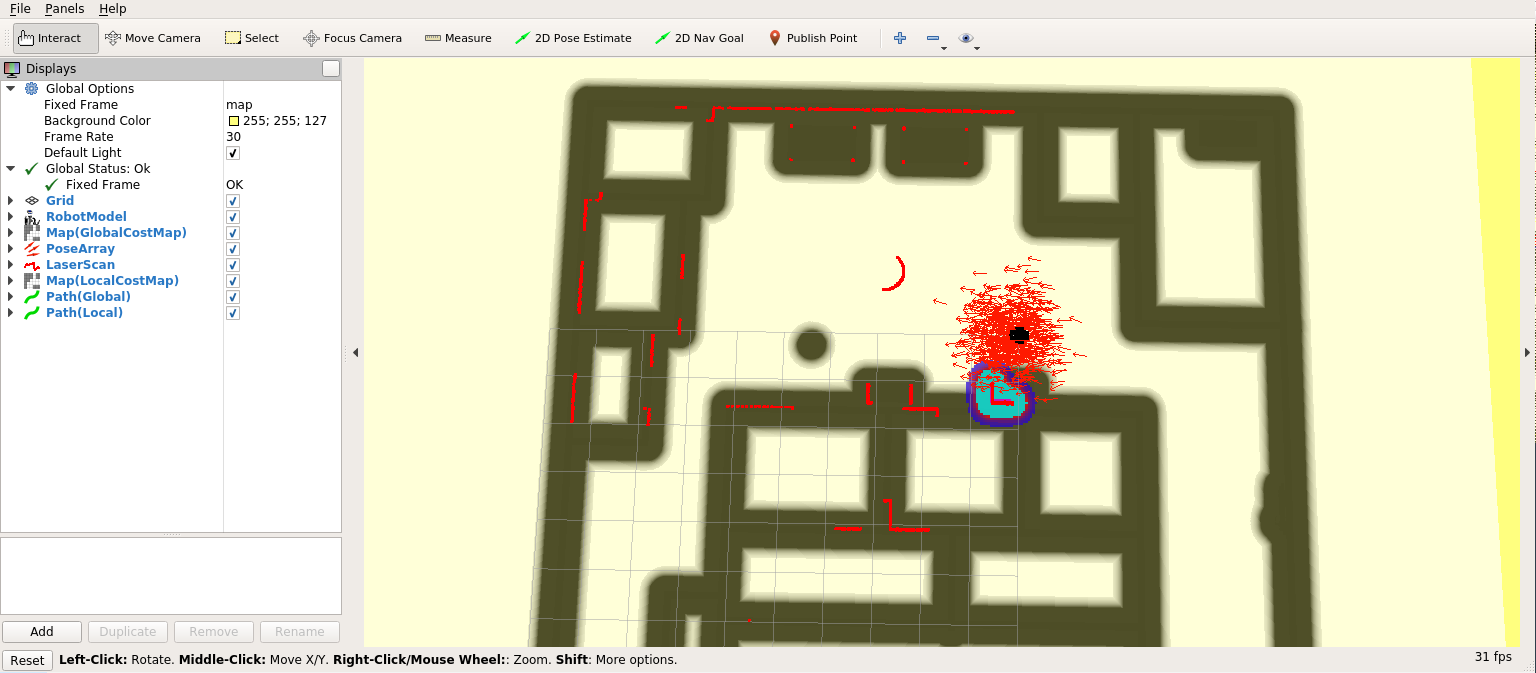 File Panels Help
Interact Move Camera Select Focus Camera Measure 2D Pose Estimate 2D Nav Goal Publish Point
Displays
Global Options
Fixed Frame map
Background Color 255; 255; 127
Frame Rate 30
Default Light
Global Status: Ok
Fixed Frame OK
Grid
RobotModel
Map(GlobalCostMap)
PoseArray
LaserScan
Map(LocalCostMap)
Path(Global)
Path(Local)
Add Duplicate Remove Rename
Reset Left-Click: Rotate. Middle-Click: Move X/Y. Right-Click/Mouse Wheel:: Zoom. Shift: More options. 31 fps